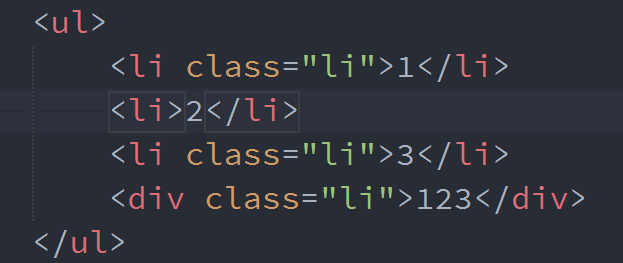 <ul>
<li class="li">1</li>
<li>2</li>
<li class="li">3</li>
<div class="li">123</div>
</ul>